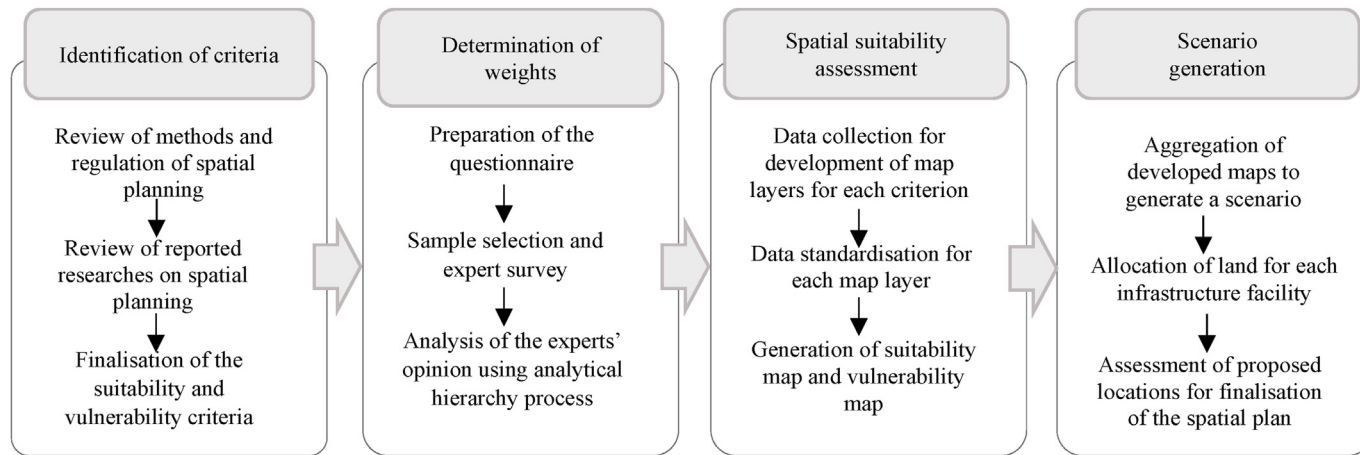 Identification of criteria
Review of methods and
regulation of spatial
planning
Review of reported
researches on spatial
planning
Finalisation of the
suitability and
vulnerability criteria
Determination of
weights
Preparation of the
questionnaire
Sample selection and
expert survey
Analysis of the experts’
opinion using analytical
hierarchy process
Spatial suitability
assessment
Data collection for
development of map
layers for each criterion
Data standardisation for
each map layer
Generation of suitability
map and vulnerability
map
Scenario
generation
Aggregation of
developed maps to
generate a scenario
Allocation of land for each
infrastructure facility
Assessment of proposed
locations for finalisation
of the spatial plan